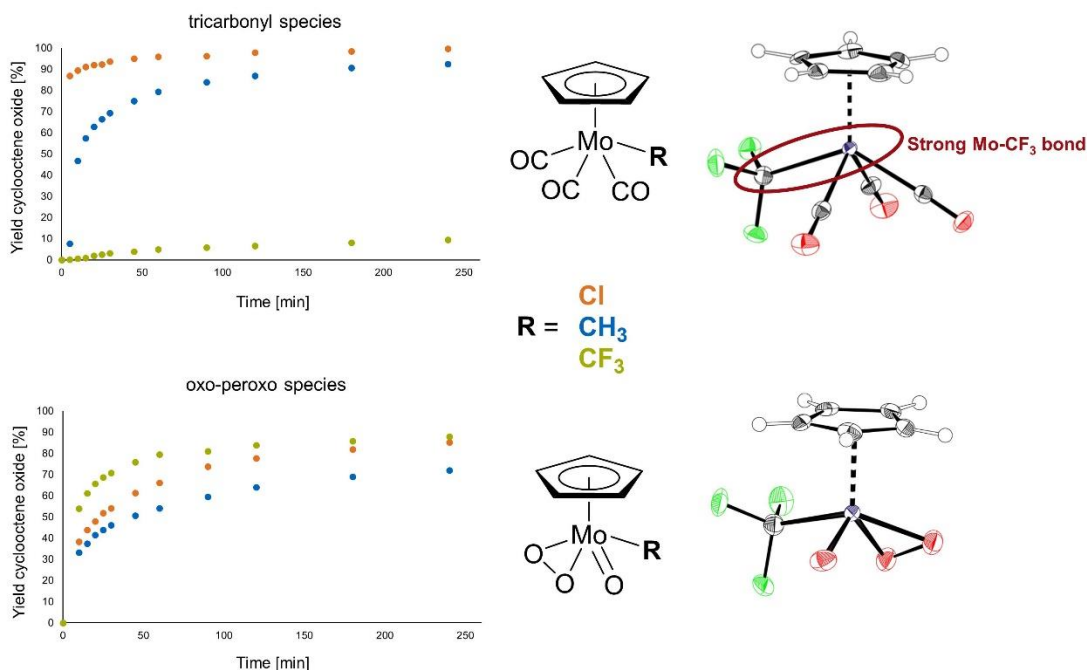 tricarbonyl species
Yield cyclooctene oxide [%]
100
90
80
70
60
50
40
30
20
10
0
0 50 100 150 200 250
Time [min]
Mo
R
OC
OC
CO
Strong Mo-CF3 bond
R =
Cl
CH3
CF3
oxo-peroxo species
Yield cyclooctene oxide [%]
100
90
80
70
60
50
40
30
20
10
0
0 50 100 150 200 250
Time [min]
Mo
R
O
O
O